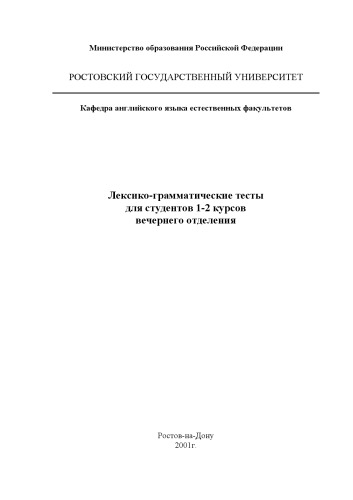 Министерство образования Российской Федерации
РОСТОВСКИЙ ГОСУДАРСТВЕННЫЙ УНИВЕРСИТЕТ
Кафедра английского языка естественных факультетов
Лексико-грамматические тесты
для студентов 1-2 курсов
вечернего отделения
Ростов-на-Дону
2001г.